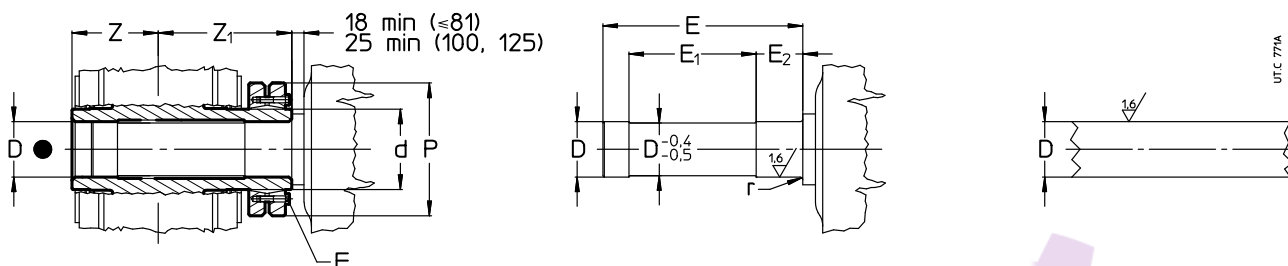 Z
Z1
18 min (≤81)
25 min (100, 125)
D
d
P
F
E
E1
E2
D
D -0,4 -0,5
1,6
r
1,6
D
UT.C 771A